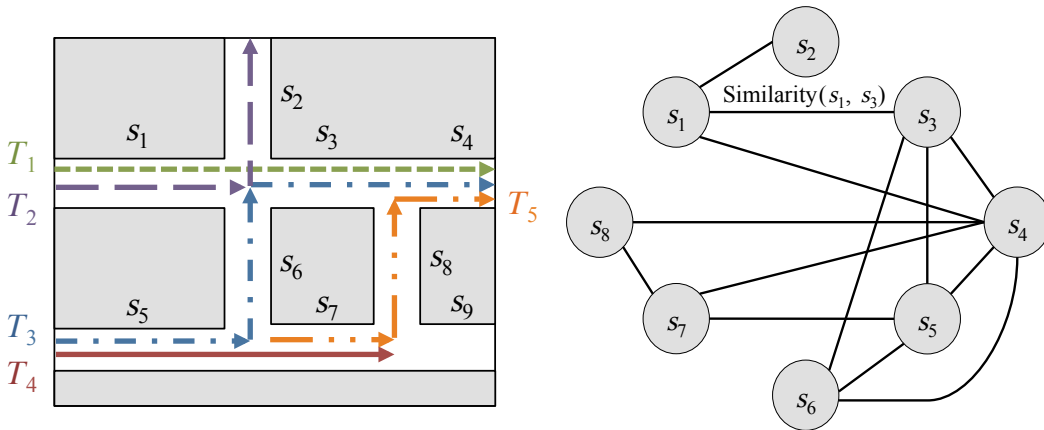 s2
s1
s3
s4
T1
T2
T5
s6
s8
s5
s7
s9
T3
T4
s2
Similarity(s1, s3)
s1
s3
s8
s4
s7
s5
s6